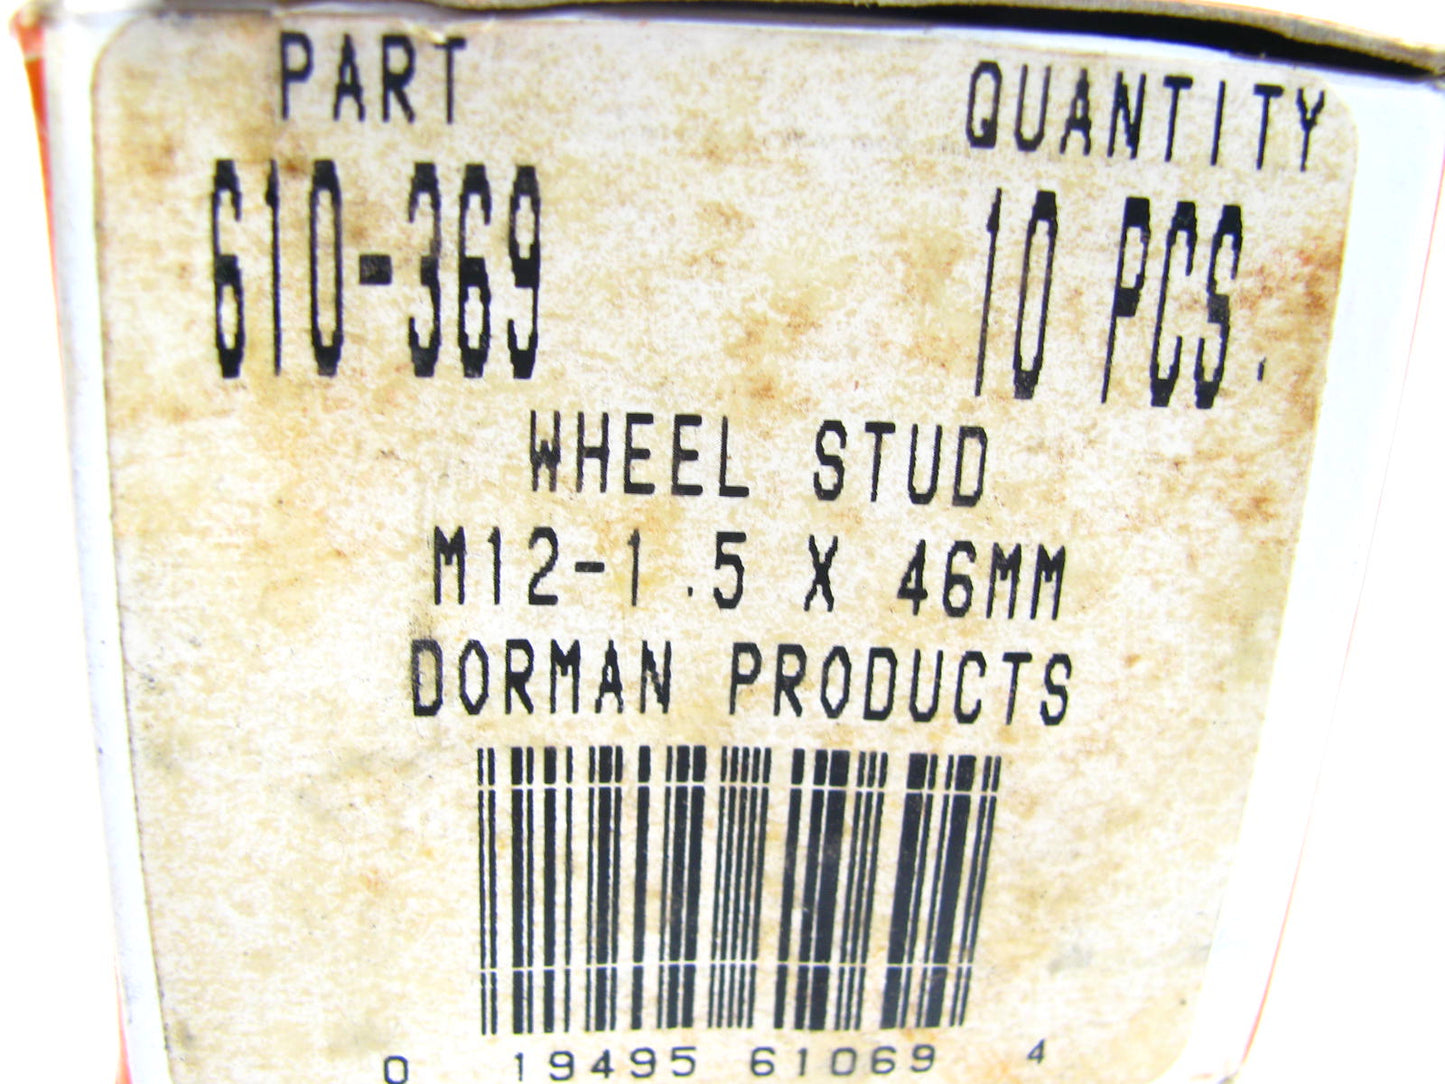 PART QUANTITY
610-369 10 PCS.
WHEEL STUD
M12-1.5 X 46MM
DORMAN PRODUCTS
0 19495 61069 4